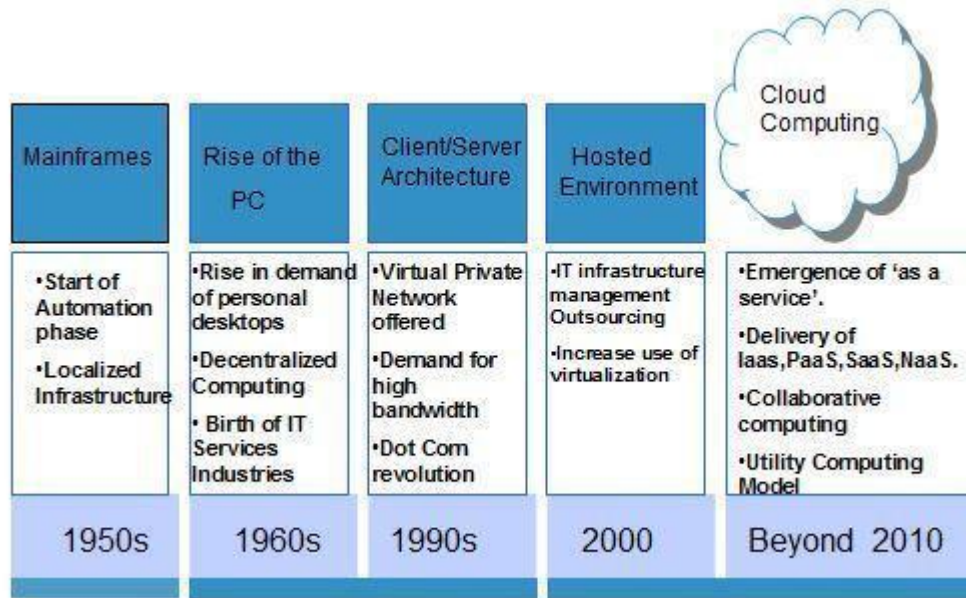 Mainframes
•Start of
Automation
phase
•Localized
Infrastructure
1950s
Rise of the
PC
•Rise in demand
of personal
desktops
•Decentralized
Computing
• Birth of IT
Services
Industries
1960s
Client/Server
Architecture
•Virtual Private
Network
offered
•Demand for
high
bandwidth
•Dot Com
revolution
1990s
Hosted
Environment
•IT infrastructure
management
Outsourcing
•Increase use of
virtualization
2000
Cloud
Computing
•Emergence of ‘as a
service’.
•Delivery of
Iaas,PaaS,SaaS,NaaS.
•Collaborative
computing
•Utility Computing
Model
Beyond 2010